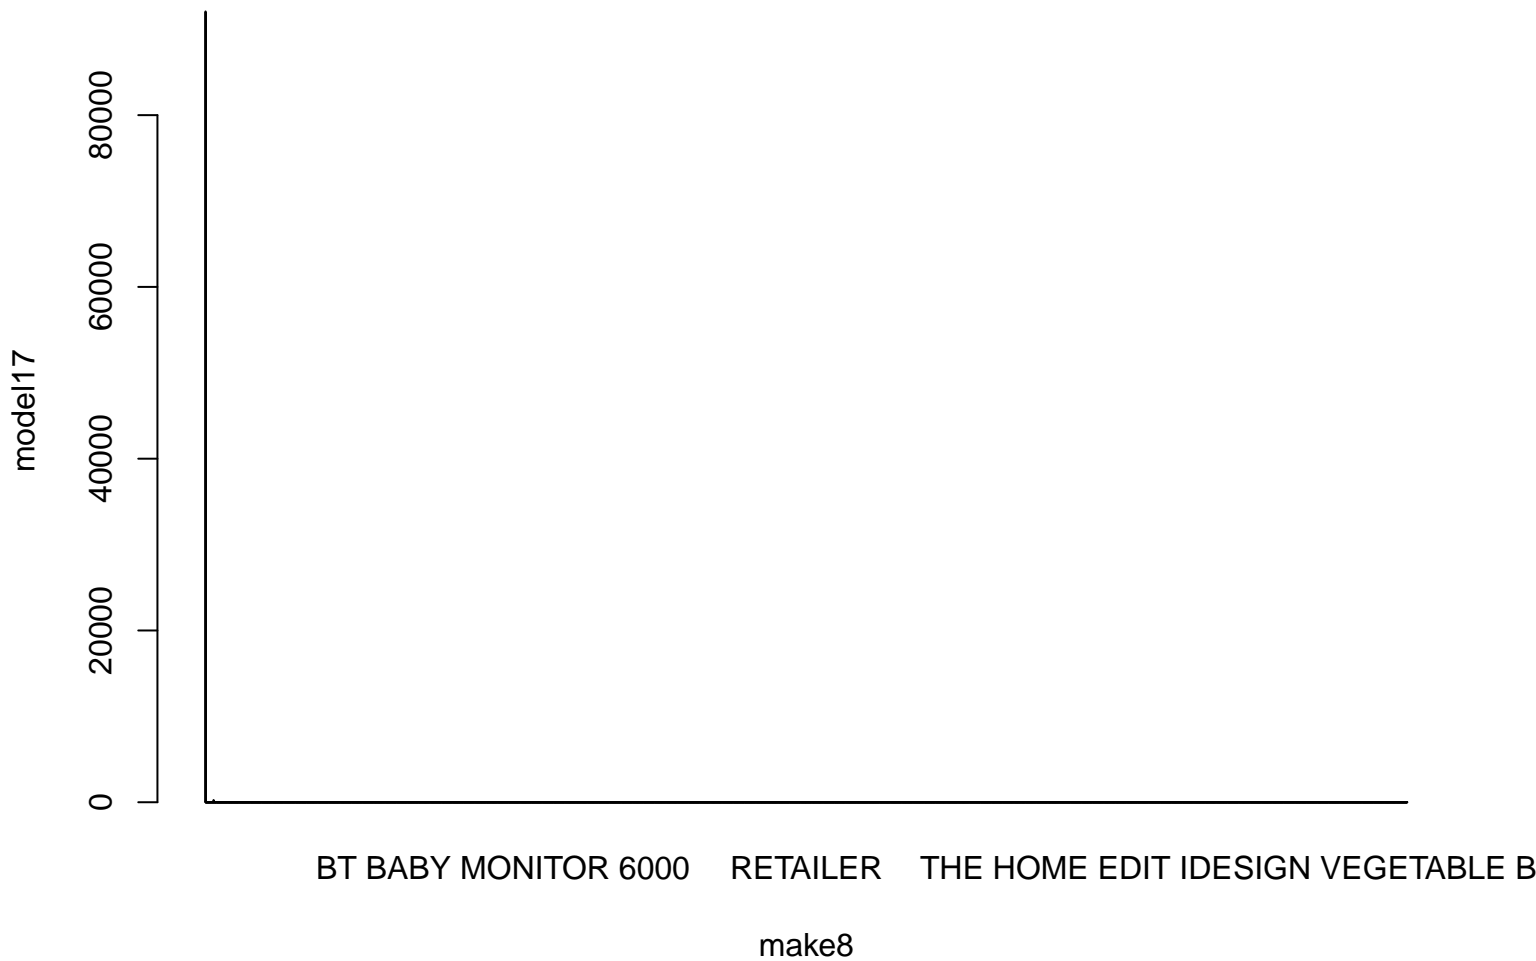 80000
60000
40000
20000
0
model17
BT BABY MONITOR 6000 RETAILER THE HOME EDIT IDESIGN VEGETABLE B
make8